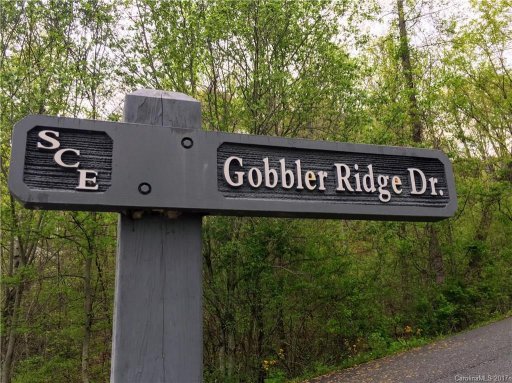 SCE
Gobbler Ridge Dr.
CarolinaMLS 2017